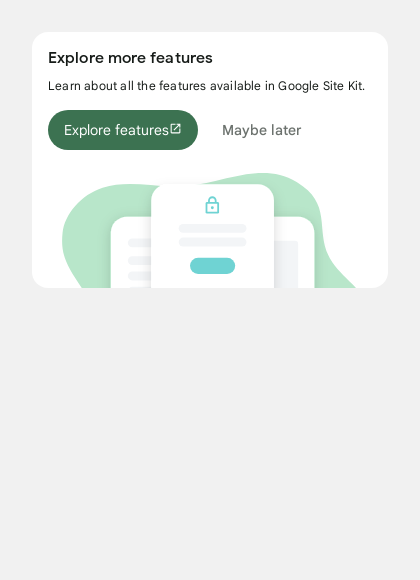 Explore more features
Learn about all the features available in Google Site Kit.
Explore features
Maybe later